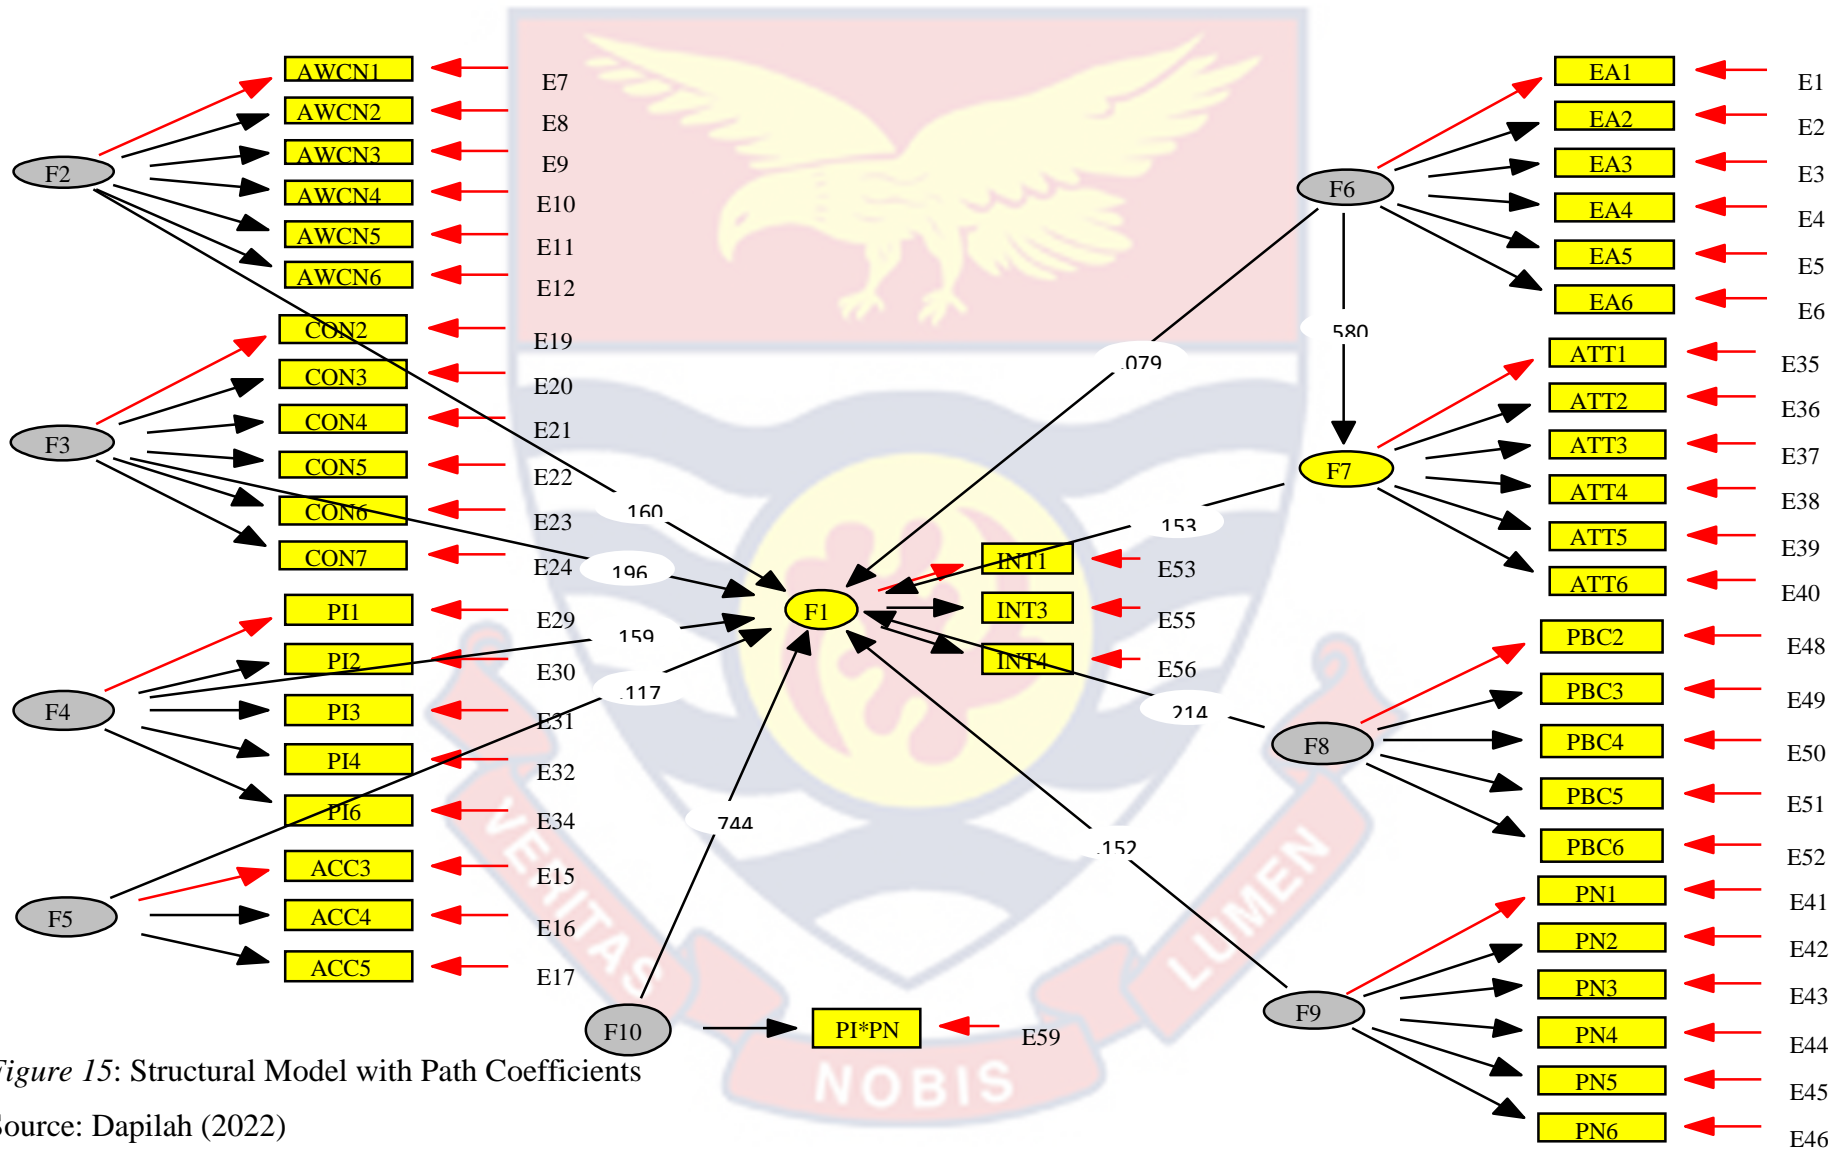 AWCN1
E7
AWCN2
E8
AWCN3
E9
AWCN4
E10
AWCN5
E11
AWCN6
E12
F2
CON2
E19
CON3
E20
CON4
E21
CON5
E22
CON6
E23
CON7
E24
F3
PI1
E29
PI2
E30
PI3
E31
PI4
E32
PI6
E34
F4
ACC3
E15
ACC4
E16
ACC5
E17
F5
.160
.196
.159
.117
.744
F10
PI*PN
E59
F1
INT1
E53
INT3
E55
INT4
E56
.079
.580
.153
.214
.152
F6
EA1
E1
EA2
E2
EA3
E3
EA4
E4
EA5
E5
EA6
E6
F7
ATT1
E35
ATT2
E36
ATT3
E37
ATT4
E38
ATT5
E39
ATT6
E40
F8
PBC2
E48
PBC3
E49
PBC4
E50
PBC5
E51
PBC6
E52
F9
PN1
E41
PN2
E42
PN3
E43
PN4
E44
PN5
E45
PN6
E46
VERITAS
NOBIS
LUMEN
Figure 15: Structural Model with Path Coefficients
Source: Dapilah (2022)